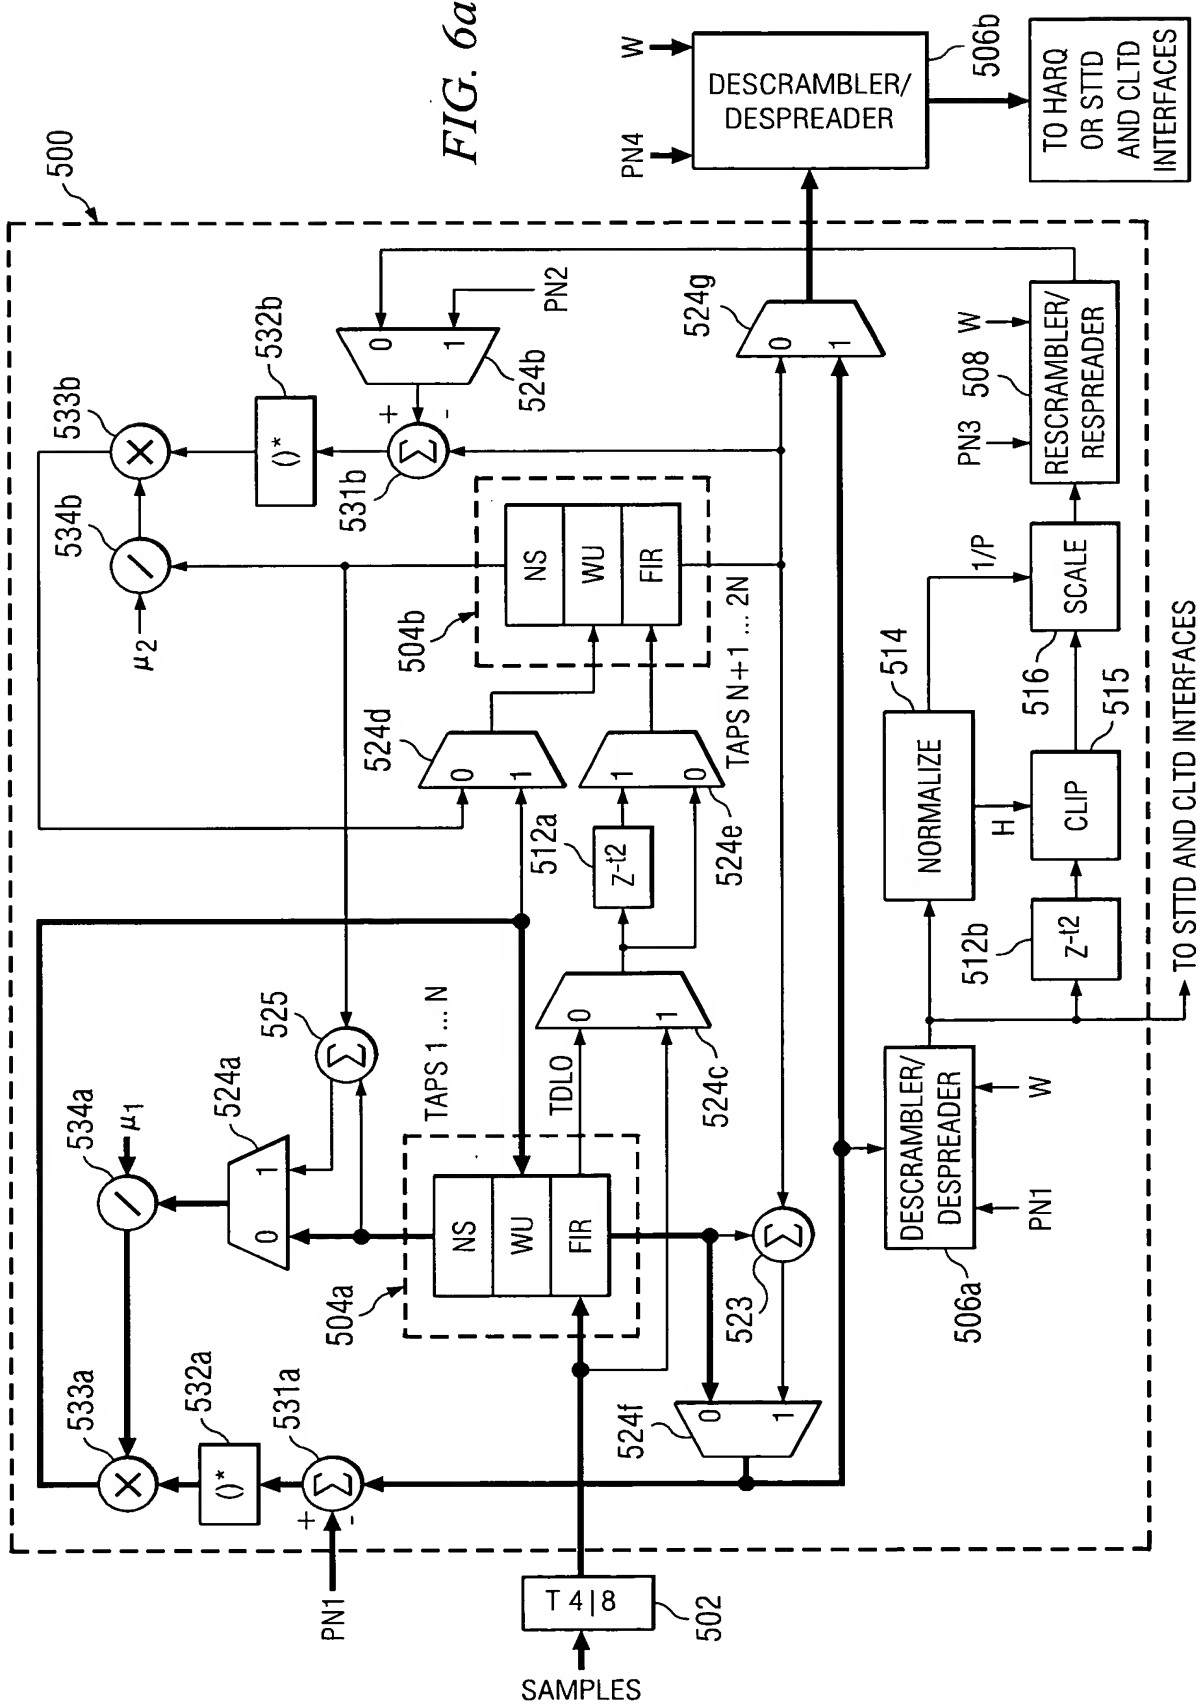 FIG. 6a
500
SAMPLES
T 4|8
502
PN1
+
-
Σ
531a
()*
532a
×
533a
/
534a
μ1
524a
0
1
Σ
525
504a
NS
WU
FIR
TAPS 1 ... N
TDLO
524c
0
1
Z-t2
512a
524d
0
1
524e
1
0
504b
NS
WU
FIR
TAPS N+1 ... 2N
μ2
/
534b
×
533b
()*
532b
+
-
Σ
531b
0
1
524b
PN2
Σ
523
524f
0
1
524g
0
1
DESCRAMBLER/
DESPREADER
506a
PN1
W
NORMALIZE
514
Z-t2
512b
H
CLIP
515
1/P
SCALE
516
PN3
508
W
RESCRAMBLER/
RESPREADER
TO STTD AND CLTD INTERFACES
PN4
W
DESCRAMBLER/
DESPREADER
506b
TO HARQ
OR STTD
AND CLTD
INTERFACES